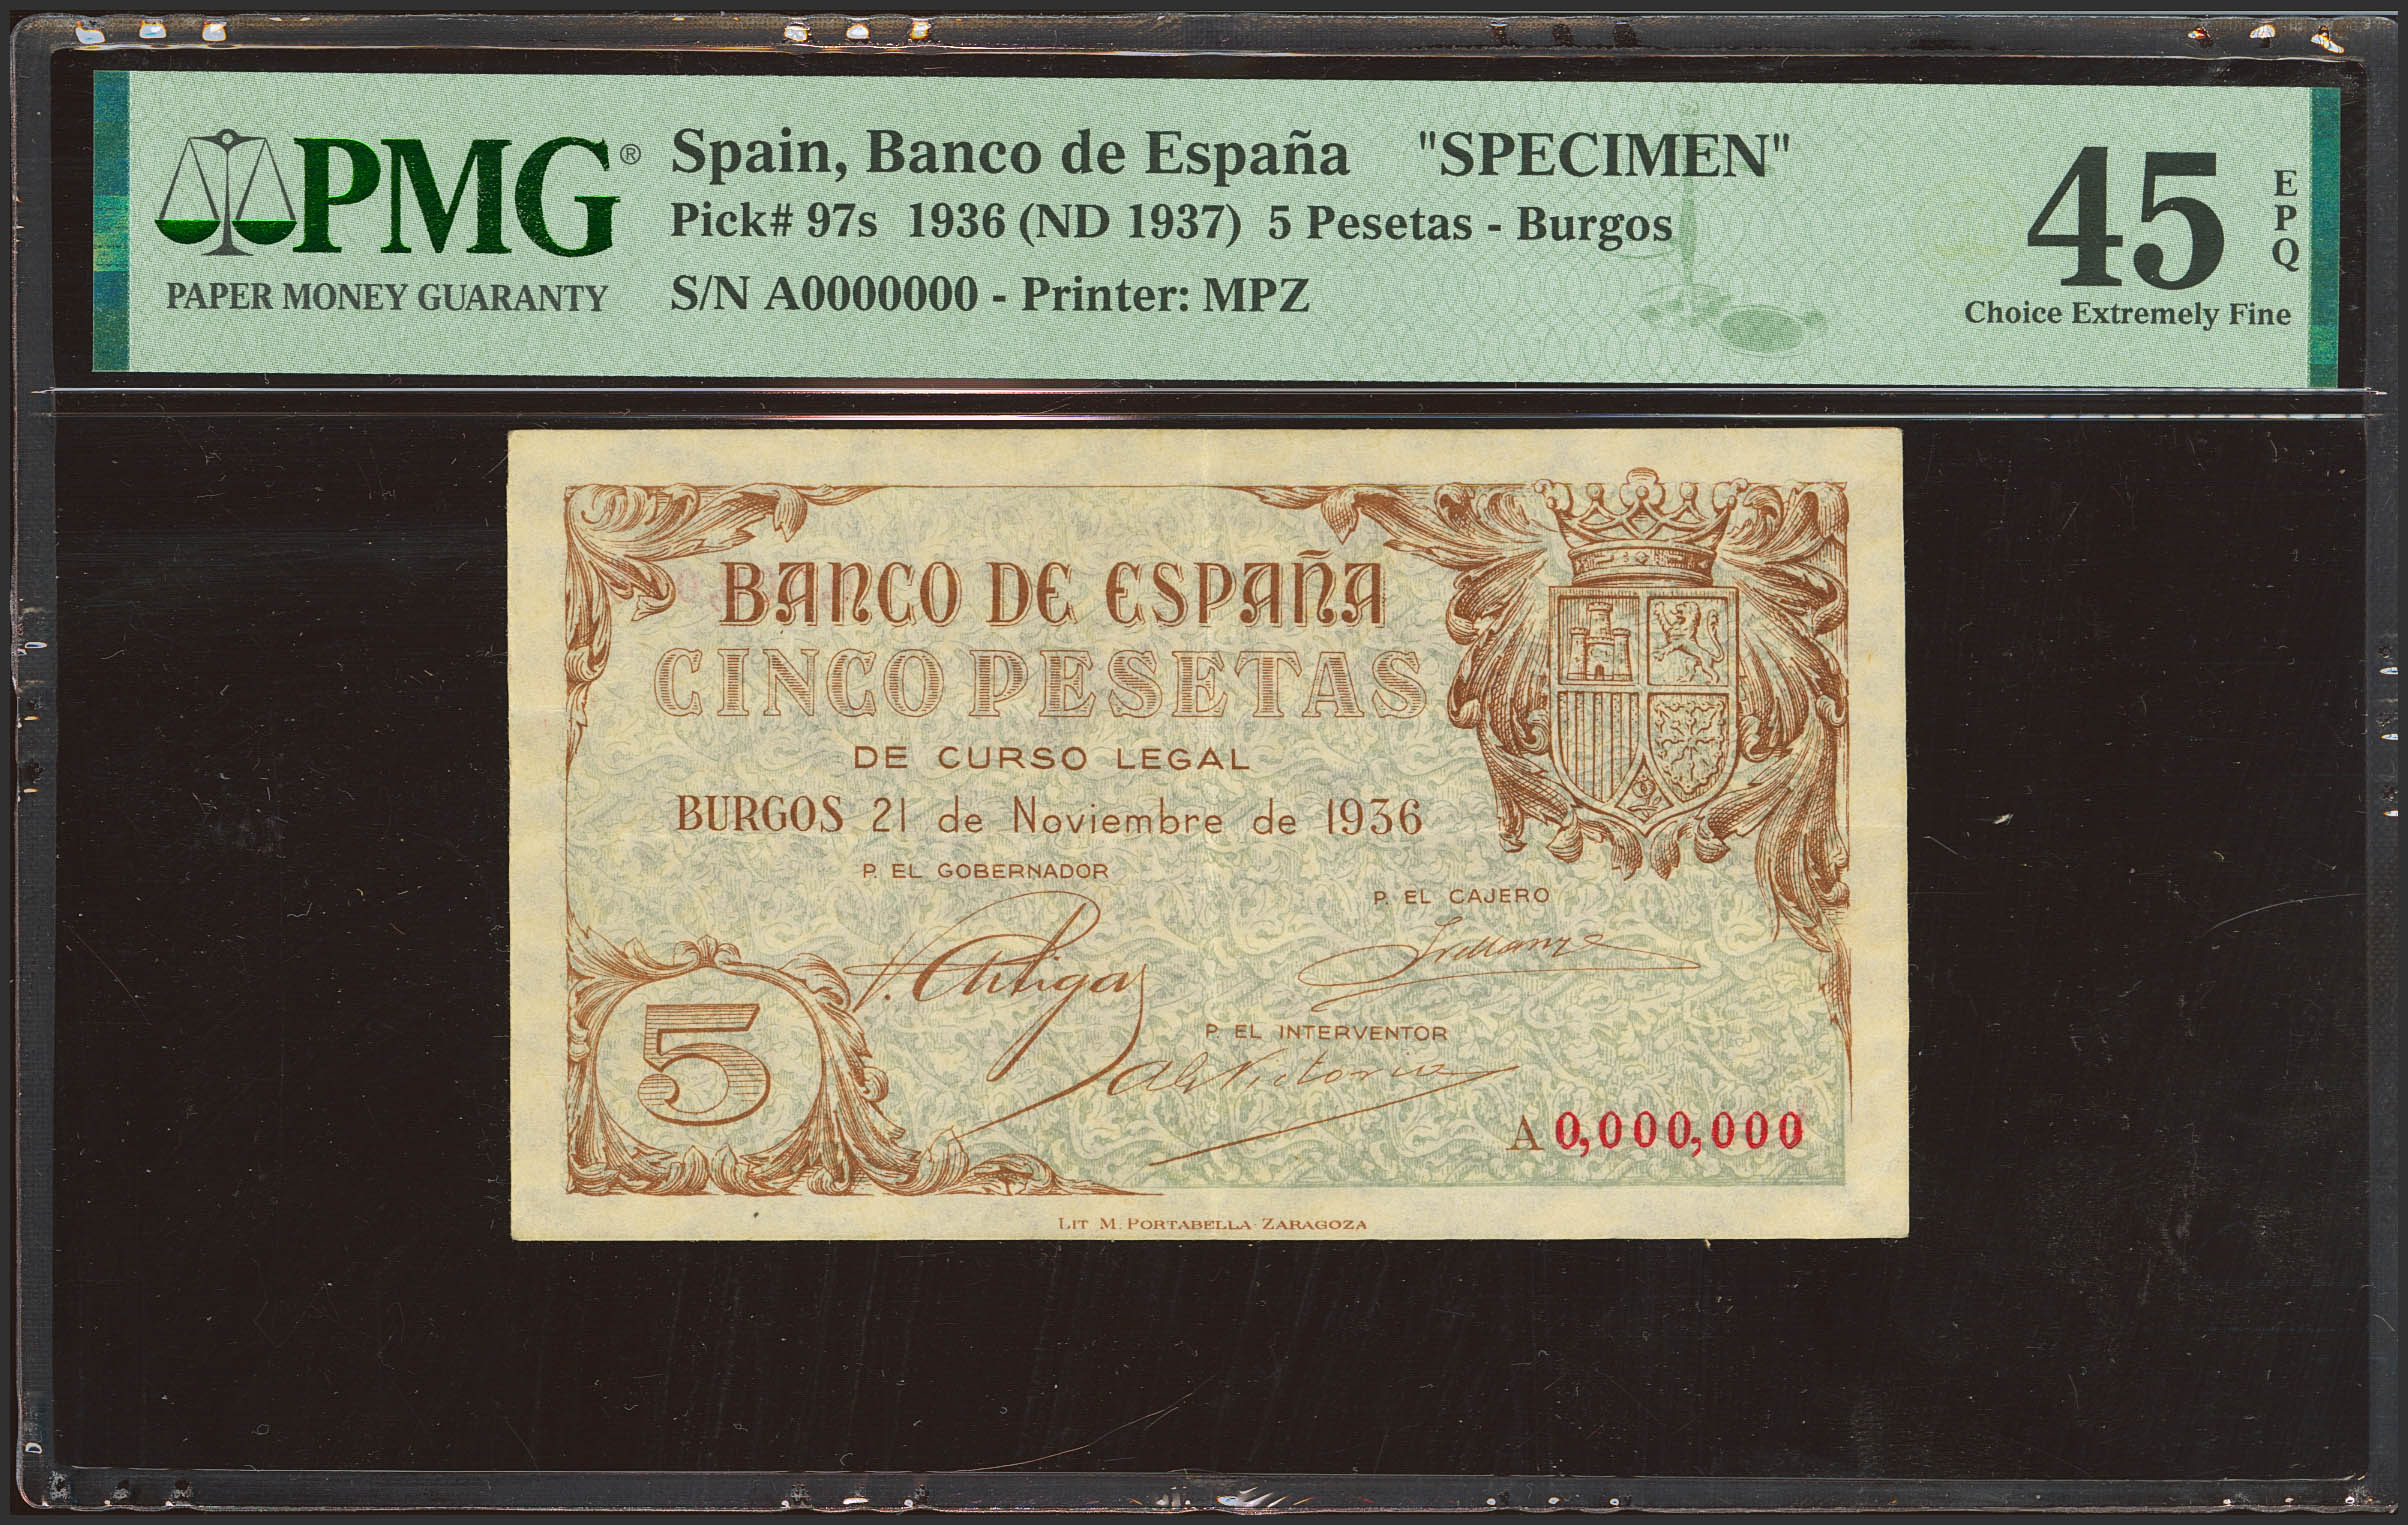 PMG®
PAPER MONEY GUARANTY
Spain, Banco de España "SPECIMEN"
Pick# 97s 1936 (ND 1937) 5 Pesetas - Burgos
S/N A0000000 - Printer: MPZ
45
EPQ
Choice Extremely Fine
BANCO DE ESPAÑA
CINCO PESETAS
DE CURSO LEGAL
BURGOS 21 de Noviembre de 1936
P. EL GOBERNADOR
P. EL CAJERO
P. EL INTERVENTOR
5
A 0,000,000
LIT M. PORTABELLA ZARAGOZA